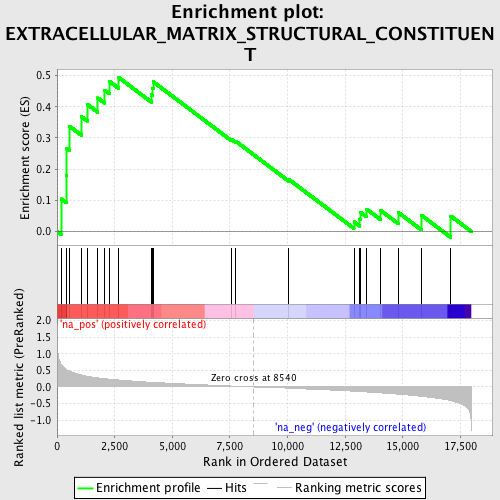 Enrichment plot:
EXTRACELLULAR_MATRIX_STRUCTURAL_CONSTITUEN
T
Enrichment score (ES)
0.5
0.4
0.3
0.2
0.1
0.0
'na_pos' (positively correlated)
Ranked list metric (PreRanked)
2.0
1.5
1.0
0.5
0.0
-0.5
-1.0
Zero cross at 8540
'na_neg' (negatively correlated)
0
2,500
5,000
7,500
10,000
12,500
15,000
17,500
Rank in Ordered Dataset
Enrichment profile
Hits
Ranking metric scores